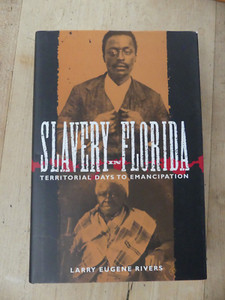 SLAVERY IN FLORIDA
TERRITORIAL DAYS TO EMANCIPATION
LARRY EUGENE RIVERS